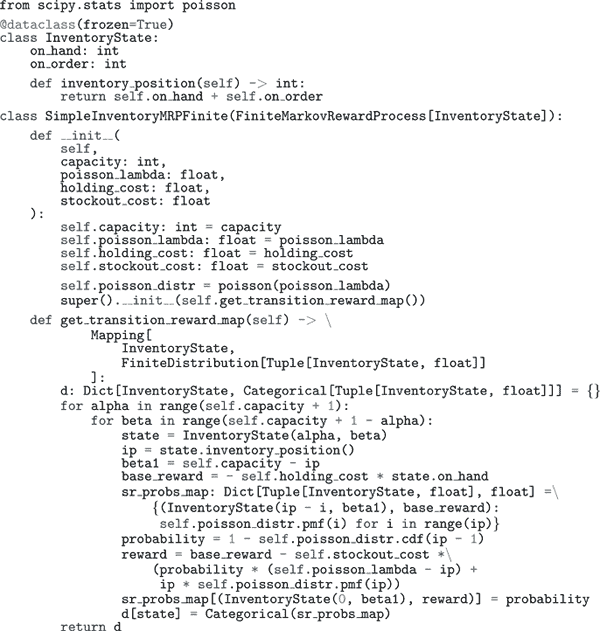 from scipy.stats import poisson
@dataclass(frozen=True)
class InventoryState:
    on_hand: int
    on_order: int
    def inventory_position(self) -> int:
        return self.on_hand + self.on_order
class SimpleInventoryMRPFinite(FiniteMarkovRewardProcess[InventoryState]):
    def __init__(
        self,
        capacity: int,
        poisson_lambda: float,
        holding_cost: float,
        stockout_cost: float
    ):
        self.capacity: int = capacity
        self.poisson_lambda: float = poisson_lambda
        self.holding_cost: float = holding_cost
        self.stockout_cost: float = stockout_cost
        self.poisson_distr = poisson(poisson_lambda)
        super().__init__(self.get_transition_reward_map())
    def get_transition_reward_map(self) -> \
            Mapping[
                InventoryState,
                FiniteDistribution[Tuple[InventoryState, float]]
            ]:
        d: Dict[InventoryState, Categorical[Tuple[InventoryState, float]]] = {}
        for alpha in range(self.capacity + 1):
            for beta in range(self.capacity + 1 - alpha):
                state = InventoryState(alpha, beta)
                ip = state.inventory_position()
                beta1 = self.capacity - ip
                base_reward = - self.holding_cost * state.on_hand
                sr_probs_map: Dict[Tuple[InventoryState, float], float] =\
                    {(InventoryState(ip - i, beta1), base_reward):
                     self.poisson_distr.pmf(i) for i in range(ip)}
                probability = 1 - self.poisson_distr.cdf(ip - 1)
                reward = base_reward - self.stockout_cost *\
                    (probability * (self.poisson_lambda - ip) +
                     ip * self.poisson_distr.pmf(ip))
                sr_probs_map[(InventoryState(0, beta1), reward)] = probability
                d[state] = Categorical(sr_probs_map)
        return d